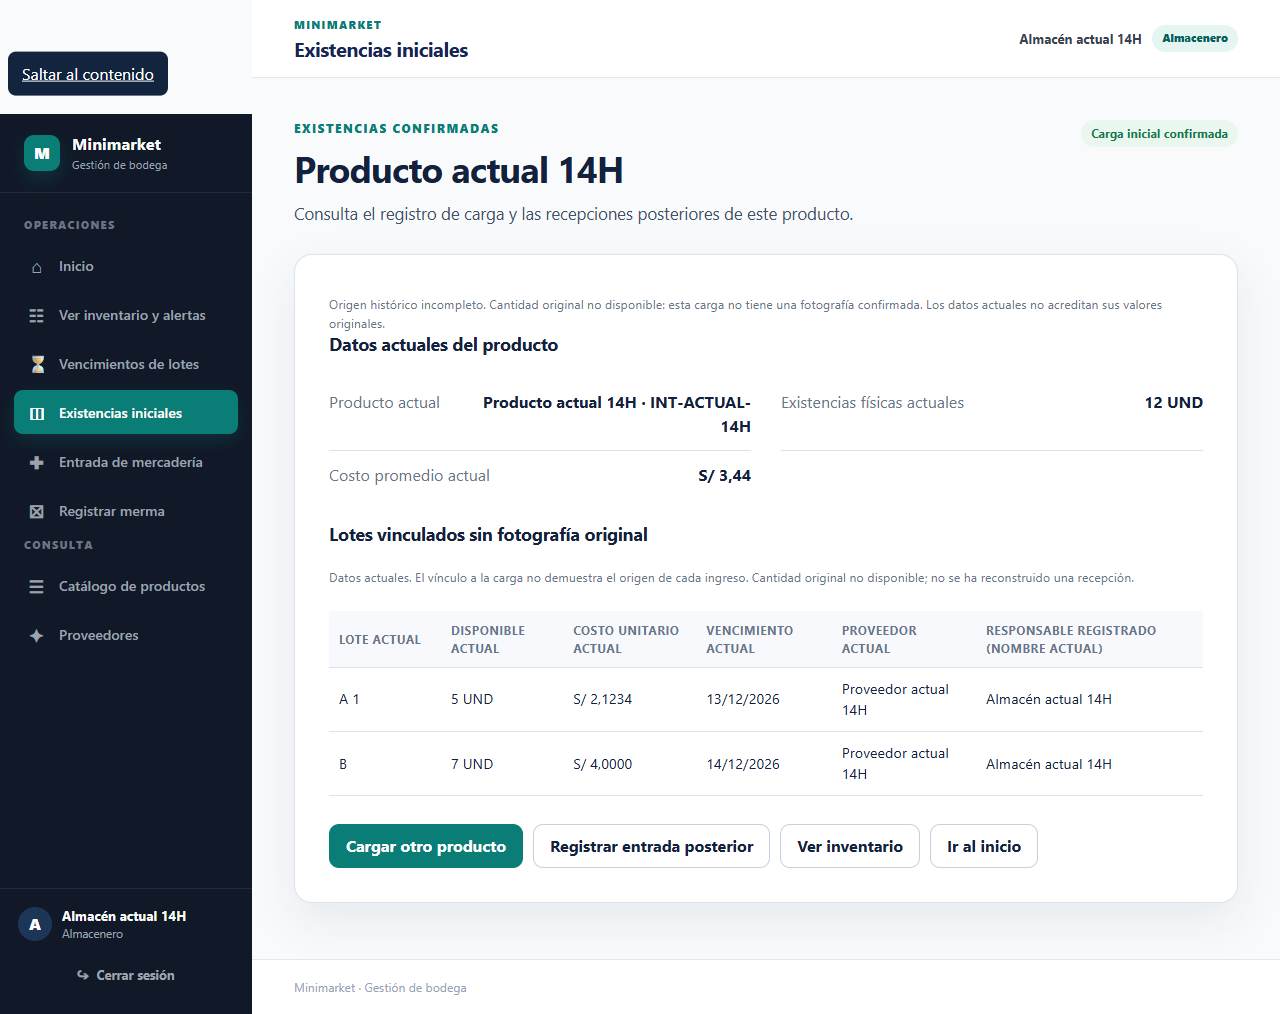 Saltar al contenido
M
Minimarket
Gestión de bodega
OPERACIONES
Inicio
Ver inventario y alertas
Vencimientos de lotes
Existencias iniciales
Entrada de mercadería
Registrar merma
CONSULTA
Catálogo de productos
Proveedores
A
Almacén actual 14H
Almacenero
Cerrar sesión
MINIMARKET
Existencias iniciales
Almacén actual 14H
Almacenero
EXISTENCIAS CONFIRMADAS
Carga inicial confirmada
Producto actual 14H
Consulta el registro de carga y las recepciones posteriores de este producto.
Origen histórico incompleto. Cantidad original no disponible: esta carga no tiene una fotografía confirmada. Los datos actuales no acreditan sus valores
originales.
Datos actuales del producto
Producto actual
Producto actual 14H · INT-ACTUAL-
14H
Existencias físicas actuales
12 UND
Costo promedio actual
S/ 3,44
Lotes vinculados sin fotografía original
Datos actuales. El vínculo a la carga no demuestra el origen de cada ingreso. Cantidad original no disponible; no se ha reconstruido una recepción.
LOTE ACTUAL
DISPONIBLE
ACTUAL
COSTO UNITARIO
ACTUAL
VENCIMIENTO
ACTUAL
PROVEEDOR
ACTUAL
RESPONSABLE REGISTRADO
(NOMBRE ACTUAL)
A 1
5 UND
S/ 2,1234
13/12/2026
Proveedor actual
14H
Almacén actual 14H
B
7 UND
S/ 4,0000
14/12/2026
Proveedor actual
14H
Almacén actual 14H
Cargar otro producto
Registrar entrada posterior
Ver inventario
Ir al inicio
Minimarket · Gestión de bodega